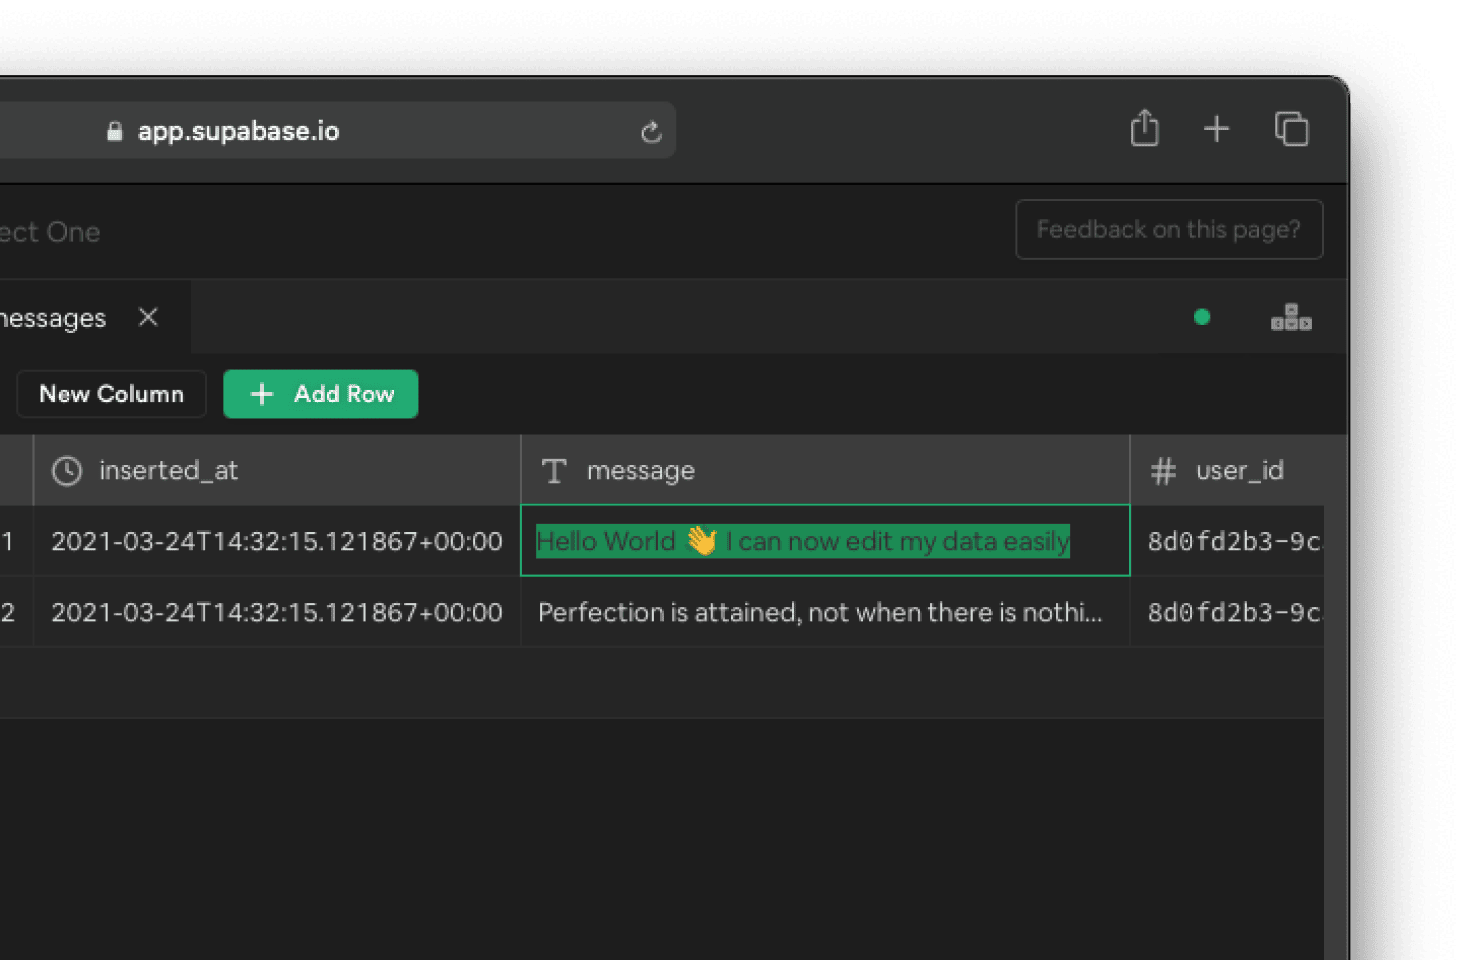 app.supabase.io
ect One
Feedback on this page?
messages
New Column
+ Add Row
inserted_at
message
user_id
1
2021-03-24T14:32:15.121867+00:00
Hello World 👋 I can now edit my data easily
8d0fd2b3-9c
2
2021-03-24T14:32:15.121867+00:00
Perfection is attained, not when there is nothi...
8d0fd2b3-9c